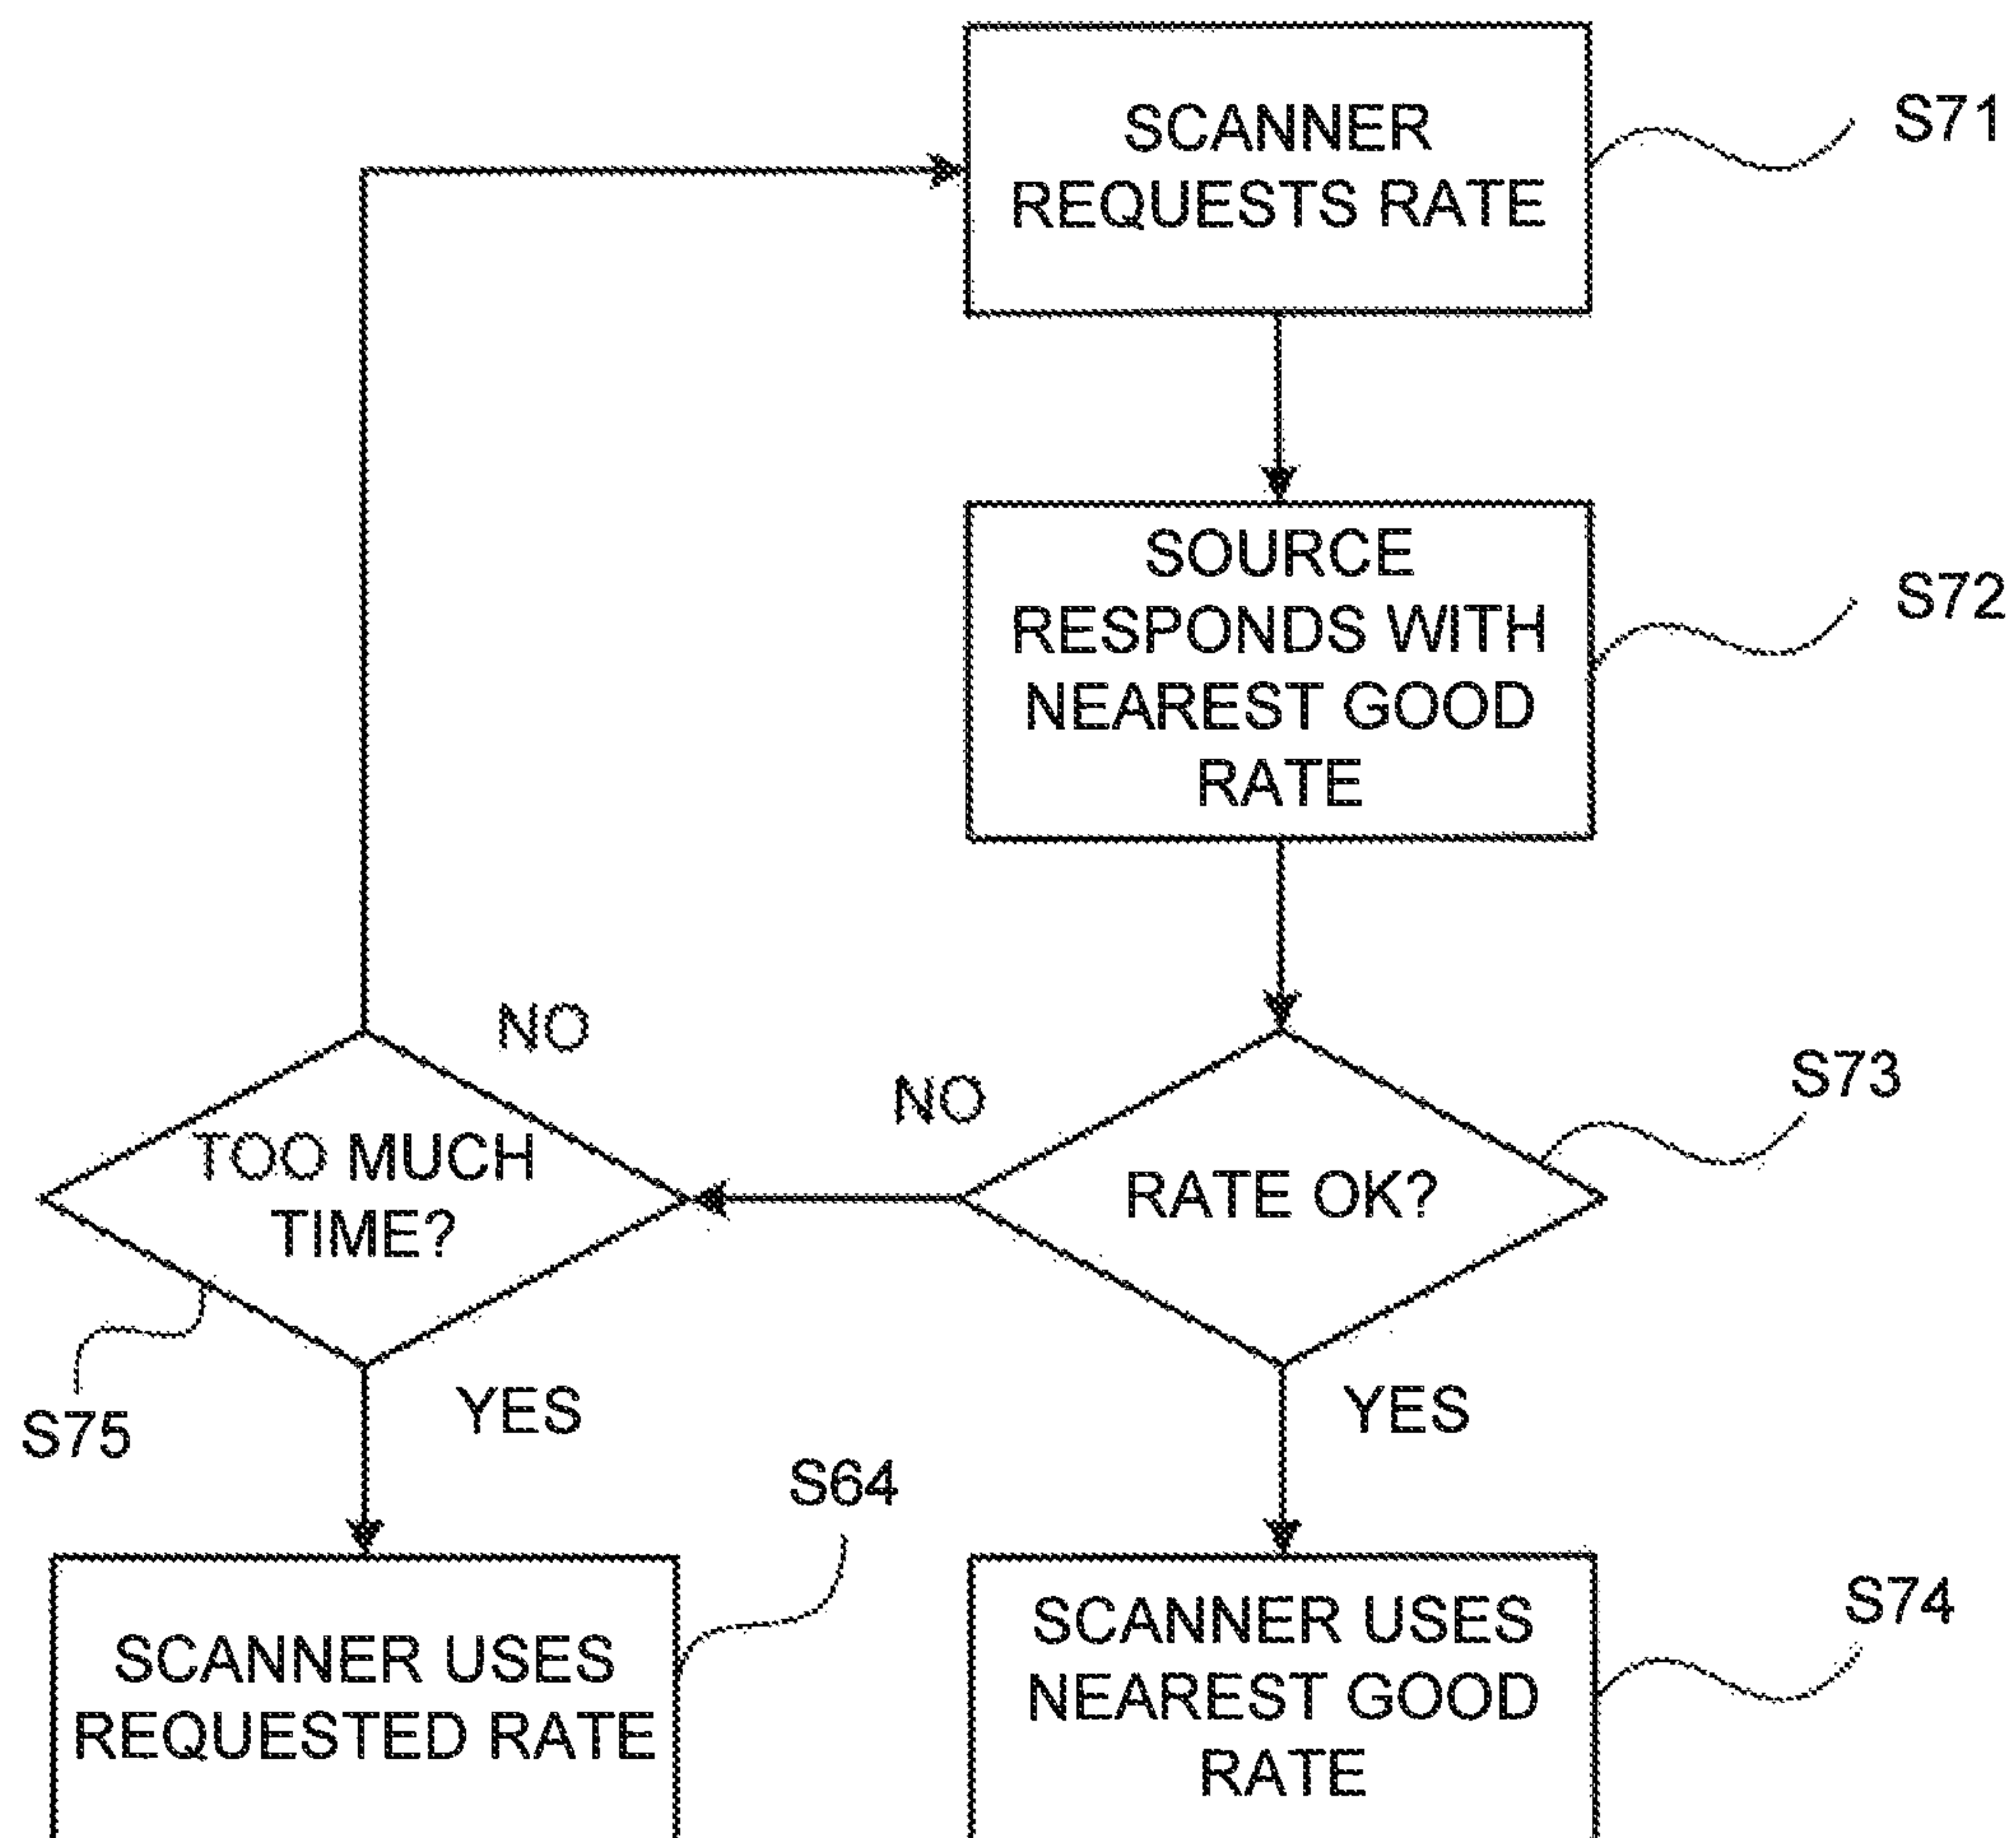 SCANNER
REQUESTS RATE
S71
SOURCE
RESPONDS WITH
NEAREST GOOD
RATE
S72
NO
NO
S73
TOO MUCH
TIME?
RATE OK?
S75
YES
YES
S64
SCANNER USES
REQUESTED RATE
SCANNER USES
NEAREST GOOD
RATE
S74